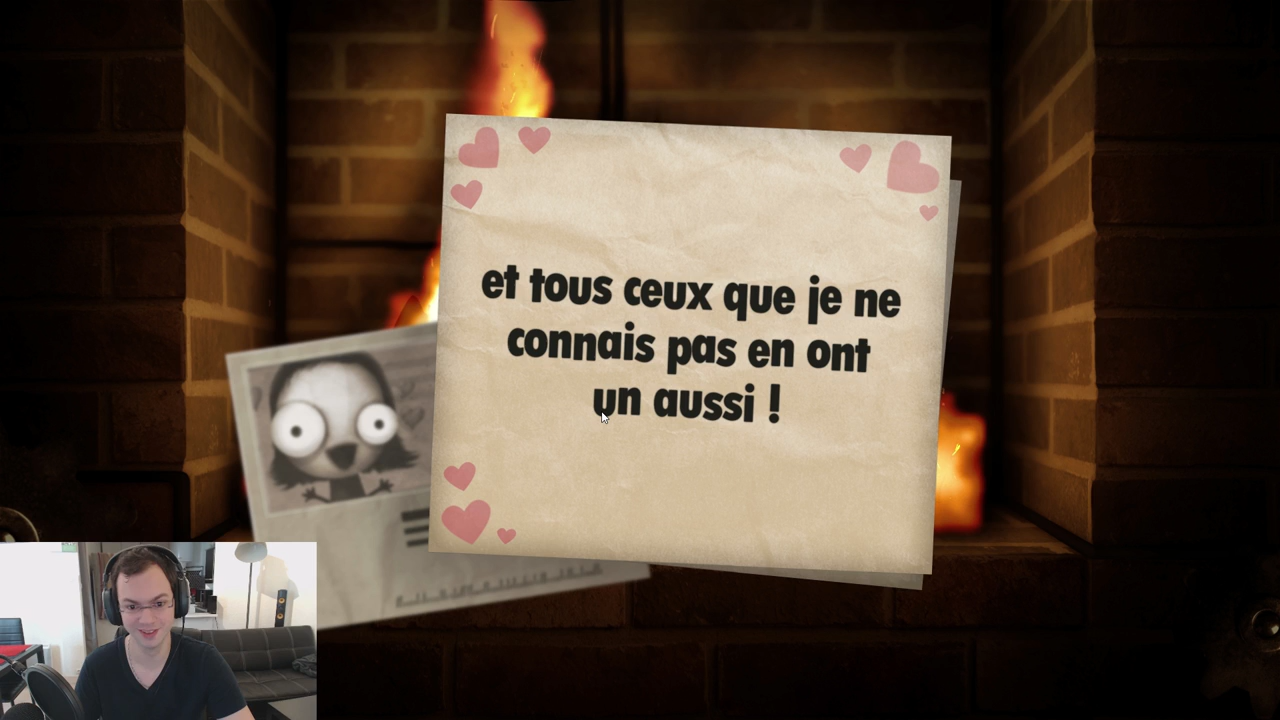 et tous ceux que je ne
connais pas en ont
un aussi !